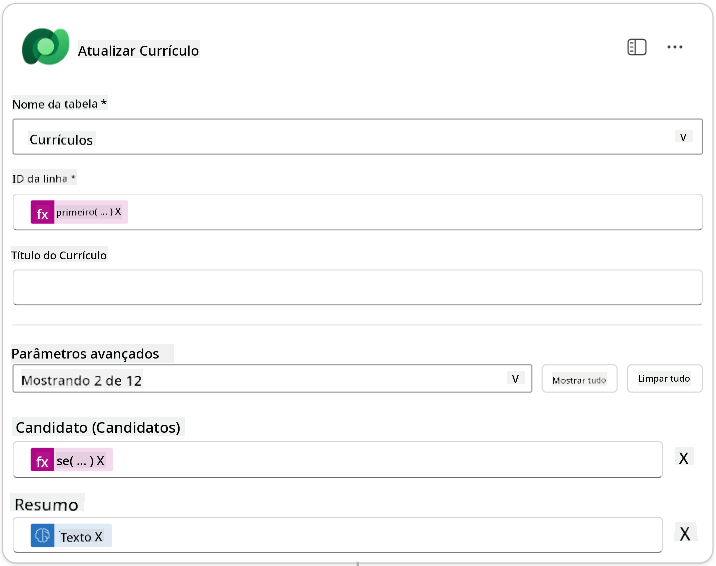 Atualizar Currículo
Nome da tabela *
Currículos
V
ID da linha *
fx primeiro( ... ) X
Título do Currículo
Parâmetros avançados
Mostrando 2 de 12
V
Mostrar tudo
Limpar tudo
Candidato (Candidatos)
fx se( ... ) X
X
Resumo
Texto X
X